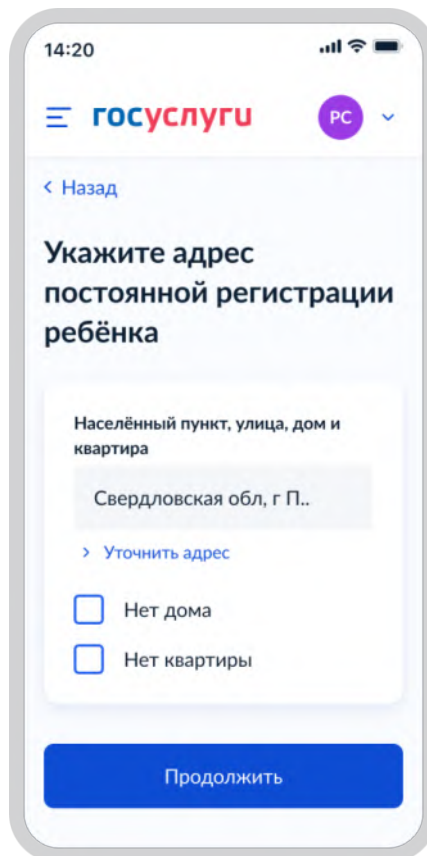 14:20
госуслуги
РС
Назад
Укажите адрес
постоянной регистрации
ребёнка
Населённый пункт, улица, дом и
квартира
Свердловская обл, г П..
Уточнить адрес
Нет дома
Нет квартиры
Продолжить